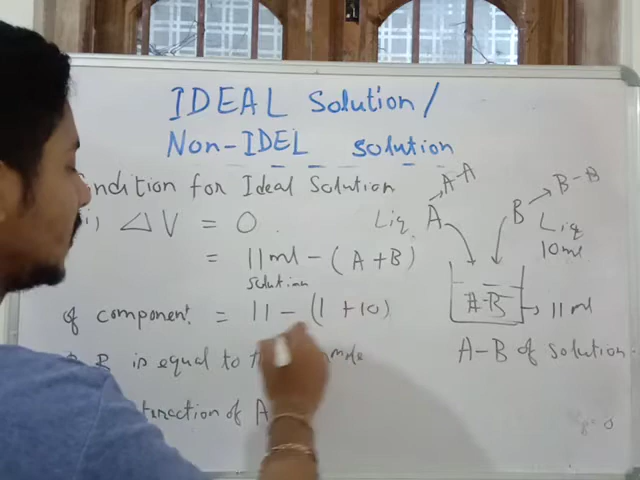 IDEAL Solution/
Non-IDEL solution
ndition for Ideal Solution
i) △V = 0
= 11ml - (A+B)
solution
of component = 11 - (1 + 10)
B is equal to mole
teraction of A
Liq. A A-A
B B-B
Liq
10ml
A-B 11ml
A-B of solution.